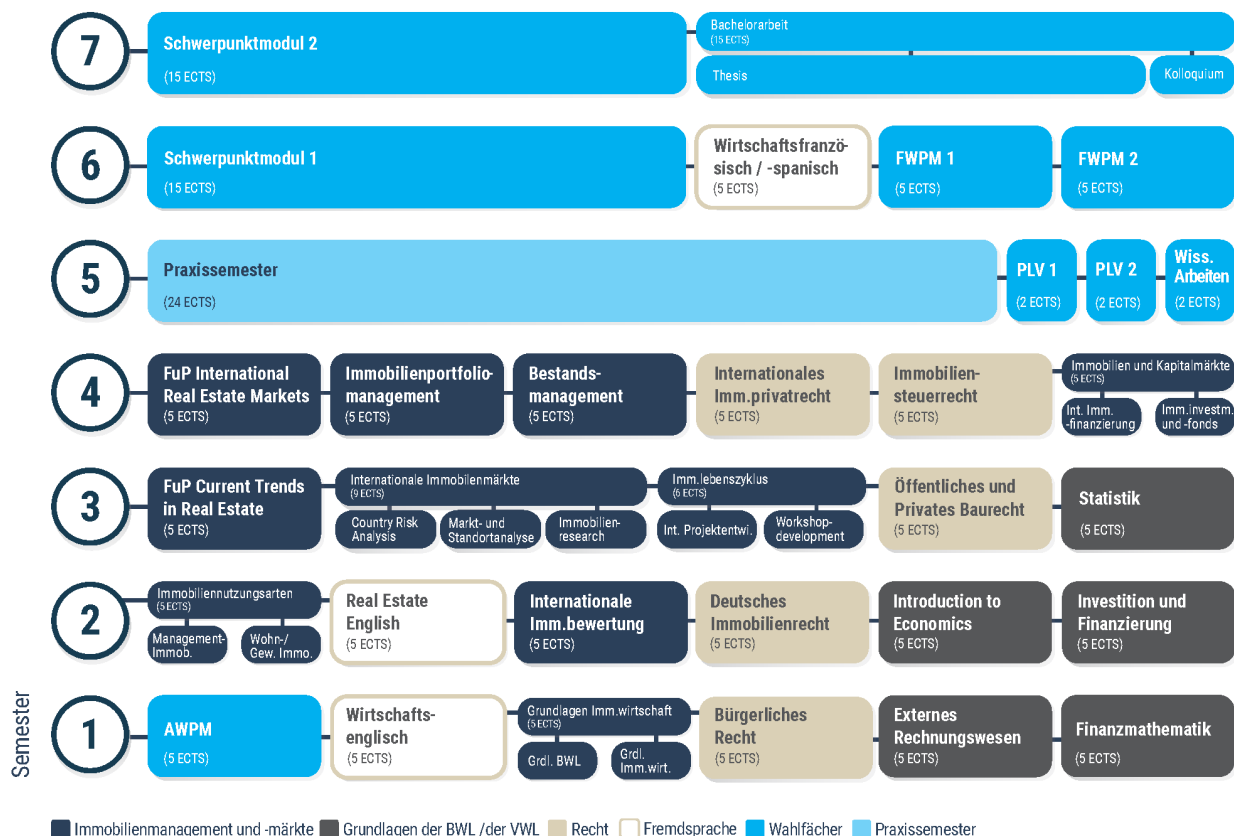 7
Schwerpunktmodul 2
(15 ECTS)
Bachelorarbeit
(15 ECTS)
Thesis
Kolloquium
6
Schwerpunktmodul 1
(15 ECTS)
Wirtschaftsfranzö-
sisch / -spanisch
(5 ECTS)
FWPM 1
(5 ECTS)
FWPM 2
(5 ECTS)
5
Praxissemester
(24 ECTS)
PLV 1
(2 ECTS)
PLV 2
(2 ECTS)
Wiss.
Arbeiten
(2 ECTS)
4
FuP International
Real Estate Markets
(5 ECTS)
Immobilienportfolio-
management
(5 ECTS)
Bestands-
management
(5 ECTS)
Internationales
Imm.privatrecht
(5 ECTS)
Immobilien-
steuerrecht
(5 ECTS)
Immobilien und Kapitalmärkte
(5 ECTS)
Int. Imm.
-finanzierung
Imm.investm.
und -fonds
3
FuP Current Trends
in Real Estate
(5 ECTS)
Internationale Immobilienmärkte
(9 ECTS)
Country Risk
Analysis
Markt- und
Standortanalyse
Immobilien-
research
Imm.lebenszyklus
(6 ECTS)
Int. Projektentwi.
Workshop-
development
Öffentliches und
Privates Baurecht
(5 ECTS)
Statistik
(5 ECTS)
2
Immobiliennutzungsarten
(5 ECTS)
Management-
Immob.
Wohn-/
Gew. Immo.
Real Estate
English
(5 ECTS)
Internationale
Imm.bewertung
(5 ECTS)
Deutsches
Immobilienrecht
(5 ECTS)
Introduction to
Economics
(5 ECTS)
Investition und
Finanzierung
(5 ECTS)
Semester
1
AWPM
(5 ECTS)
Wirtschafts-
englisch
(5 ECTS)
Grundlagen Imm.wirtschaft
(5 ECTS)
Grdl. BWL
Grdl.
Imm.wirt.
Bürgerliches
Recht
(5 ECTS)
Externes
Rechnungswesen
(5 ECTS)
Finanzmathematik
(5 ECTS)
Immobilienmanagement und -märkte
Grundlagen der BWL /der VWL
Recht
Fremdsprache
Wahlfächer
Praxissemester